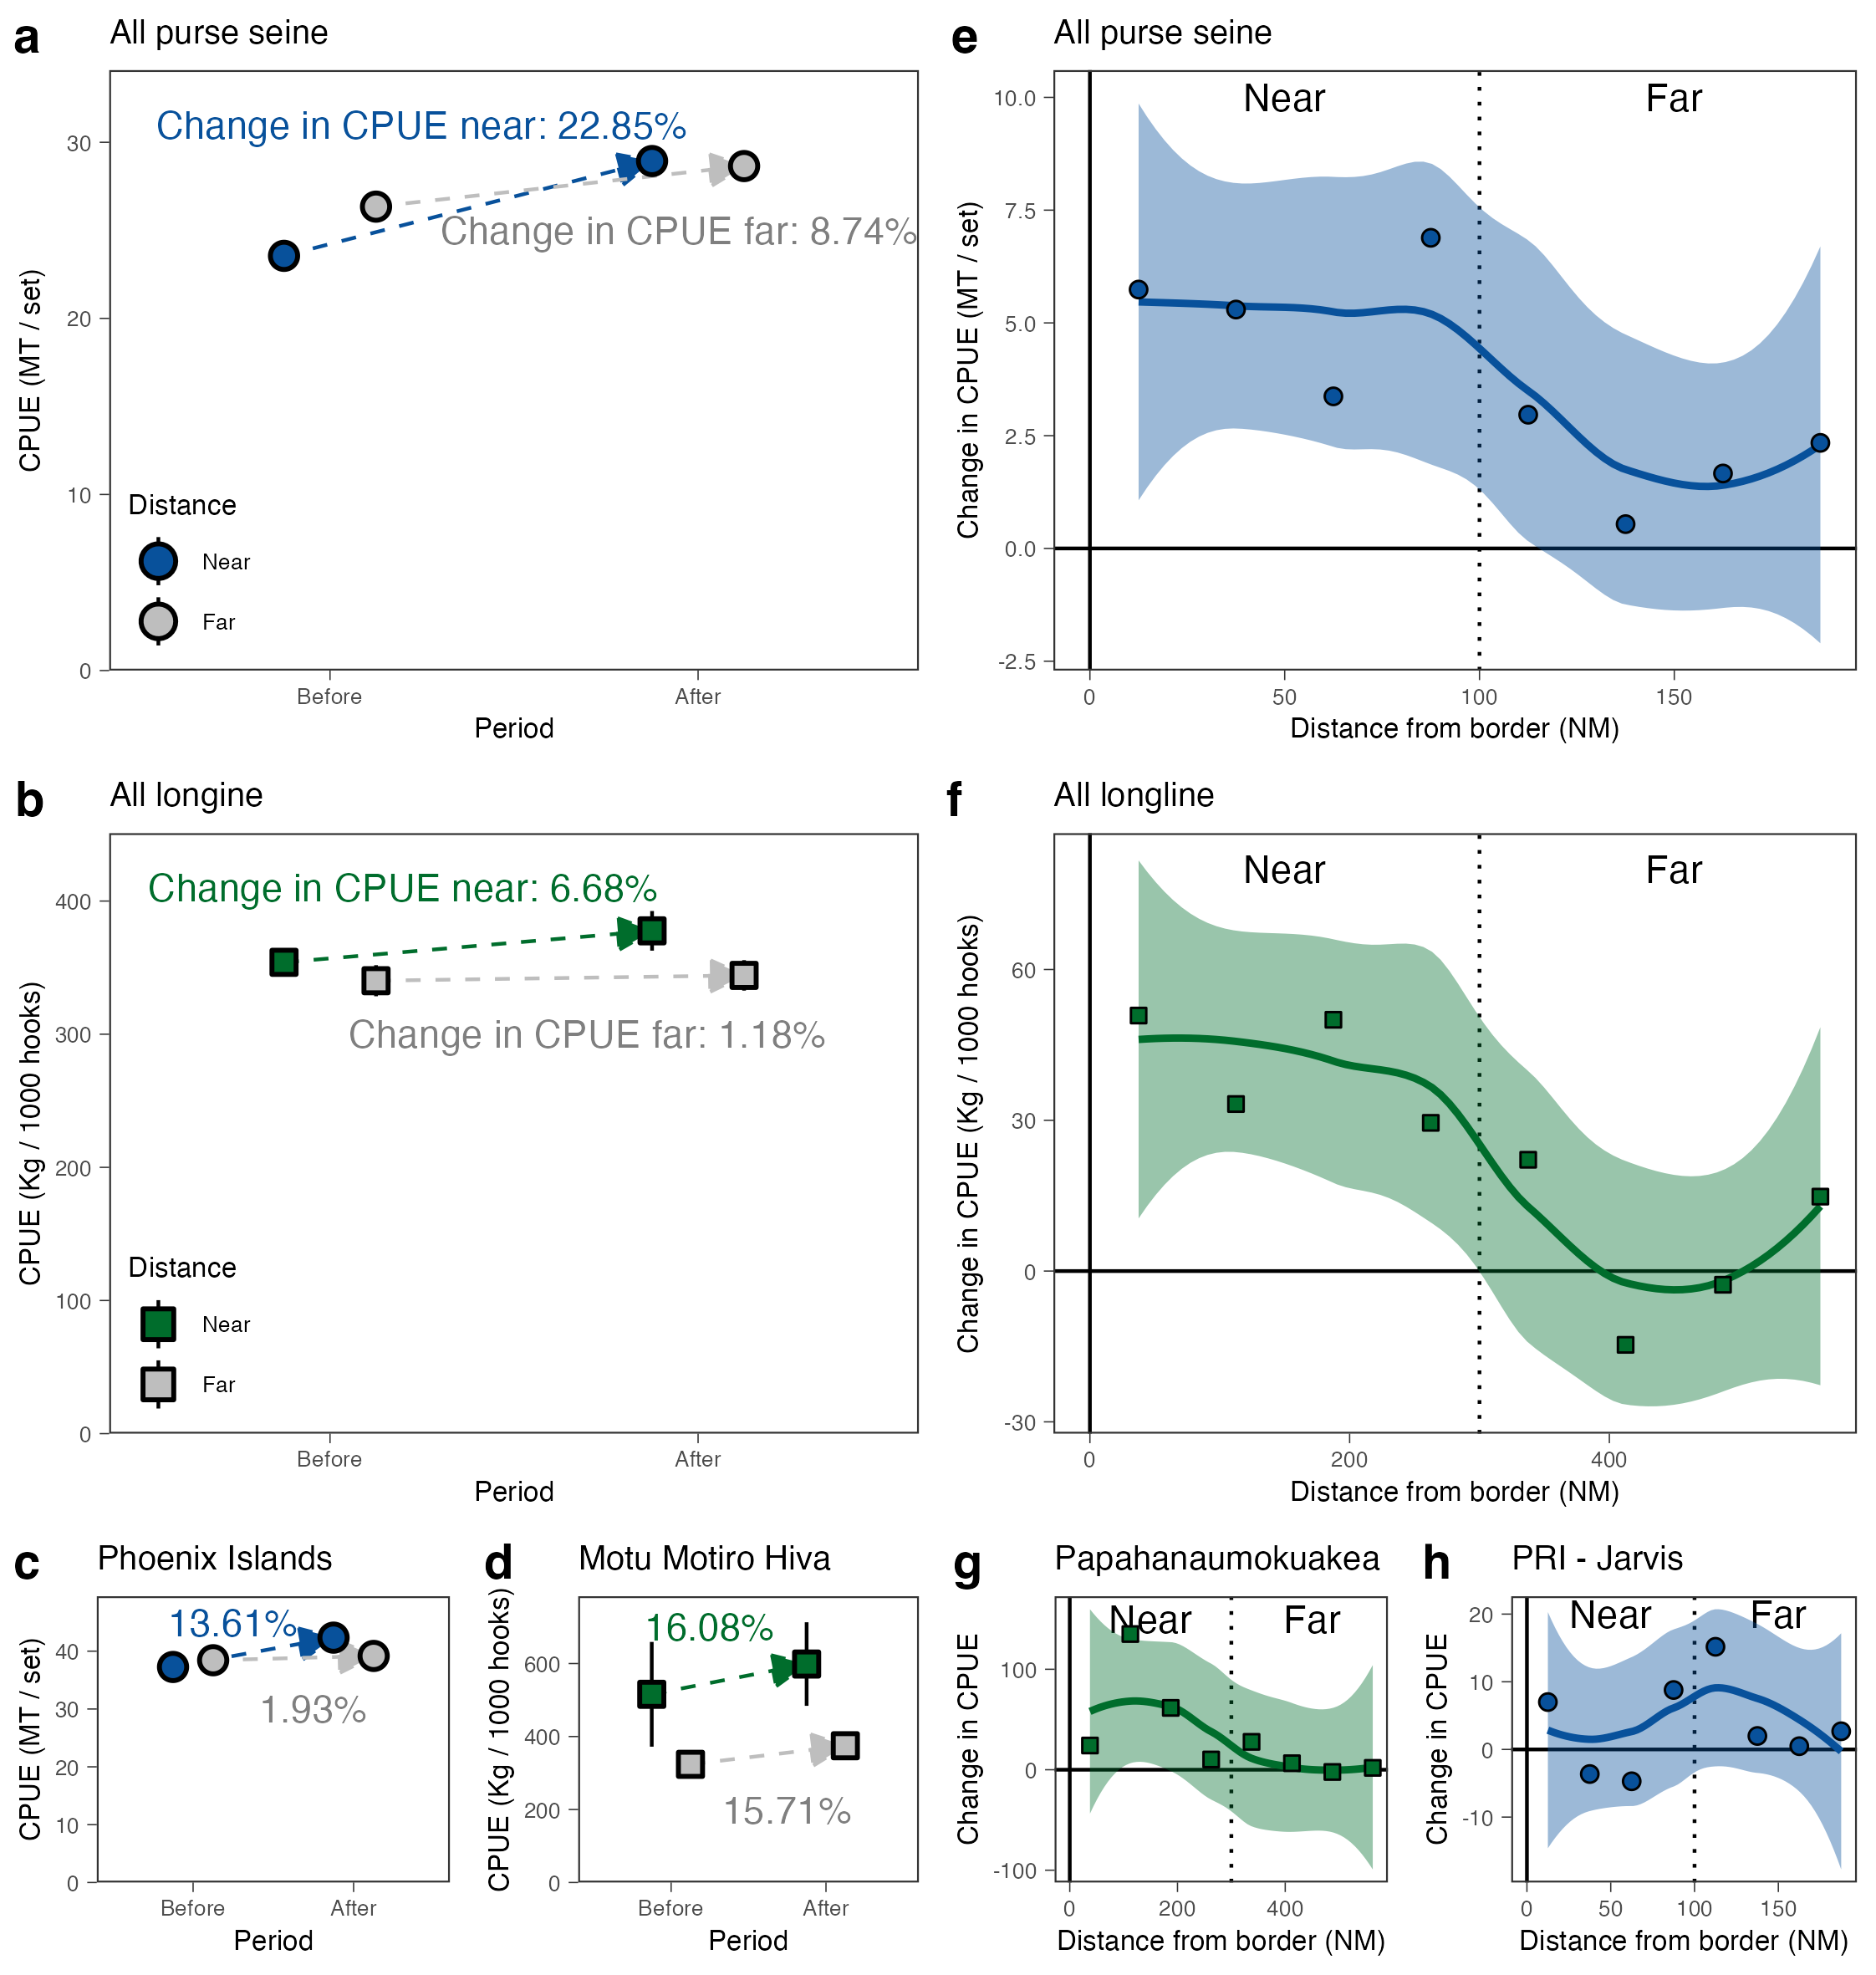 a All purse seine
CPUE (MT / set)
30
20
10
0
Change in CPUE near: 22.85%
Change in CPUE far: 8.74%
Distance
Near
Far
Before After
Period
e All purse seine
Change in CPUE (MT / set)
10.0
7.5
5.0
2.5
0.0
-2.5
Near Far
0 50 100 150
Distance from border (NM)
b All longine
CPUE (Kg / 1000 hooks)
400
300
200
100
0
Change in CPUE near: 6.68%
Change in CPUE far: 1.18%
Distance
Near
Far
Before After
Period
f All longline
Change in CPUE (Kg / 1000 hooks)
60
30
0
-30
Near Far
0 200 400
Distance from border (NM)
c Phoenix Islands
CPUE (MT / set)
40
30
20
10
0
13.61%
1.93%
Before After
Period
d Motu Motiro Hiva
CPUE (Kg / 1000 hooks)
600
400
200
0
16.08%
15.71%
Before After
Period
g Papahanaumokuakea
Change in CPUE
100
0
-100
Near Far
0 200 400
Distance from border (NM)
h PRI - Jarvis
Change in CPUE
20
10
0
-10
Near Far
0 50 100 150
Distance from border (NM)